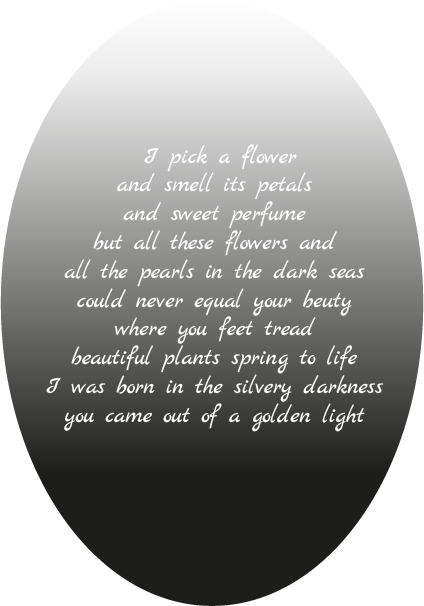 I pick a flower
and smell its petals
and sweet perfume
but all these flowers and
all the pearls in the dark seas
could never equal your beuty
where you feet tread
beautiful plants spring to life
I was born in the silvery darkness
you came out of a golden light